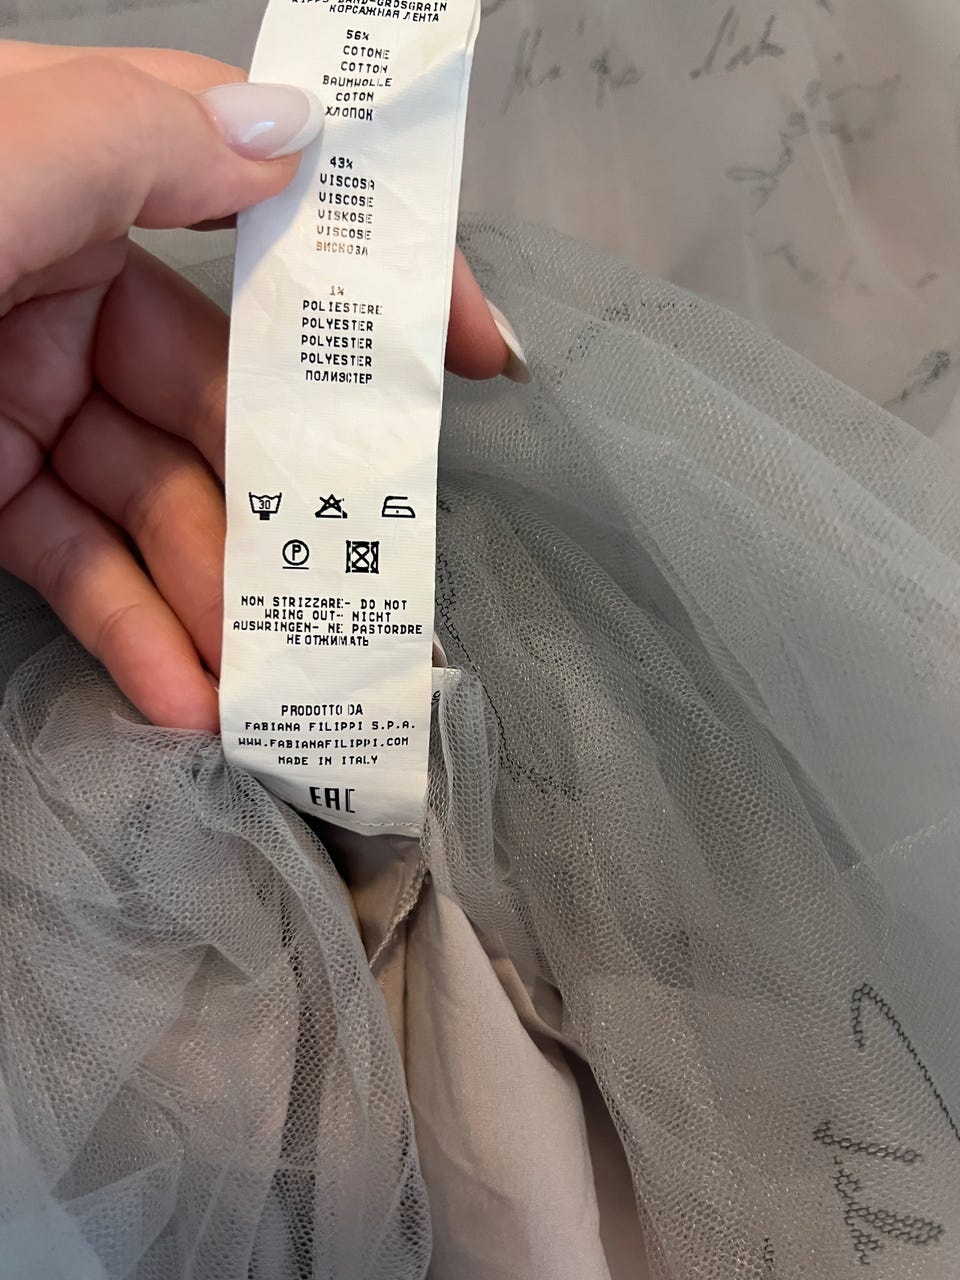 КОРСАЖНАЯ ЛЕНТА
56%
COTONE
COTTON
BAUMWOLLE
COTON
ХЛОПОК
43%
VISCOSA
VISCOSE
VISKOSE
VISCOSE
ВИСКОЗА
1%
POLIESTERE
POLYESTER
POLYESTER
POLYESTER
ПОЛИЭСТЕР
30
P
NON STRIZZARE- DO NOT
WRING OUT- NICHT
AUSWRINGEN- NE PASTORDRE
НЕ ОТЖИМАТЬ
PRODOTTO DA
FABIANA FILIPPI S.P.A.
WWW.FABIANAFILIPPI.COM
MADE IN ITALY
EAC